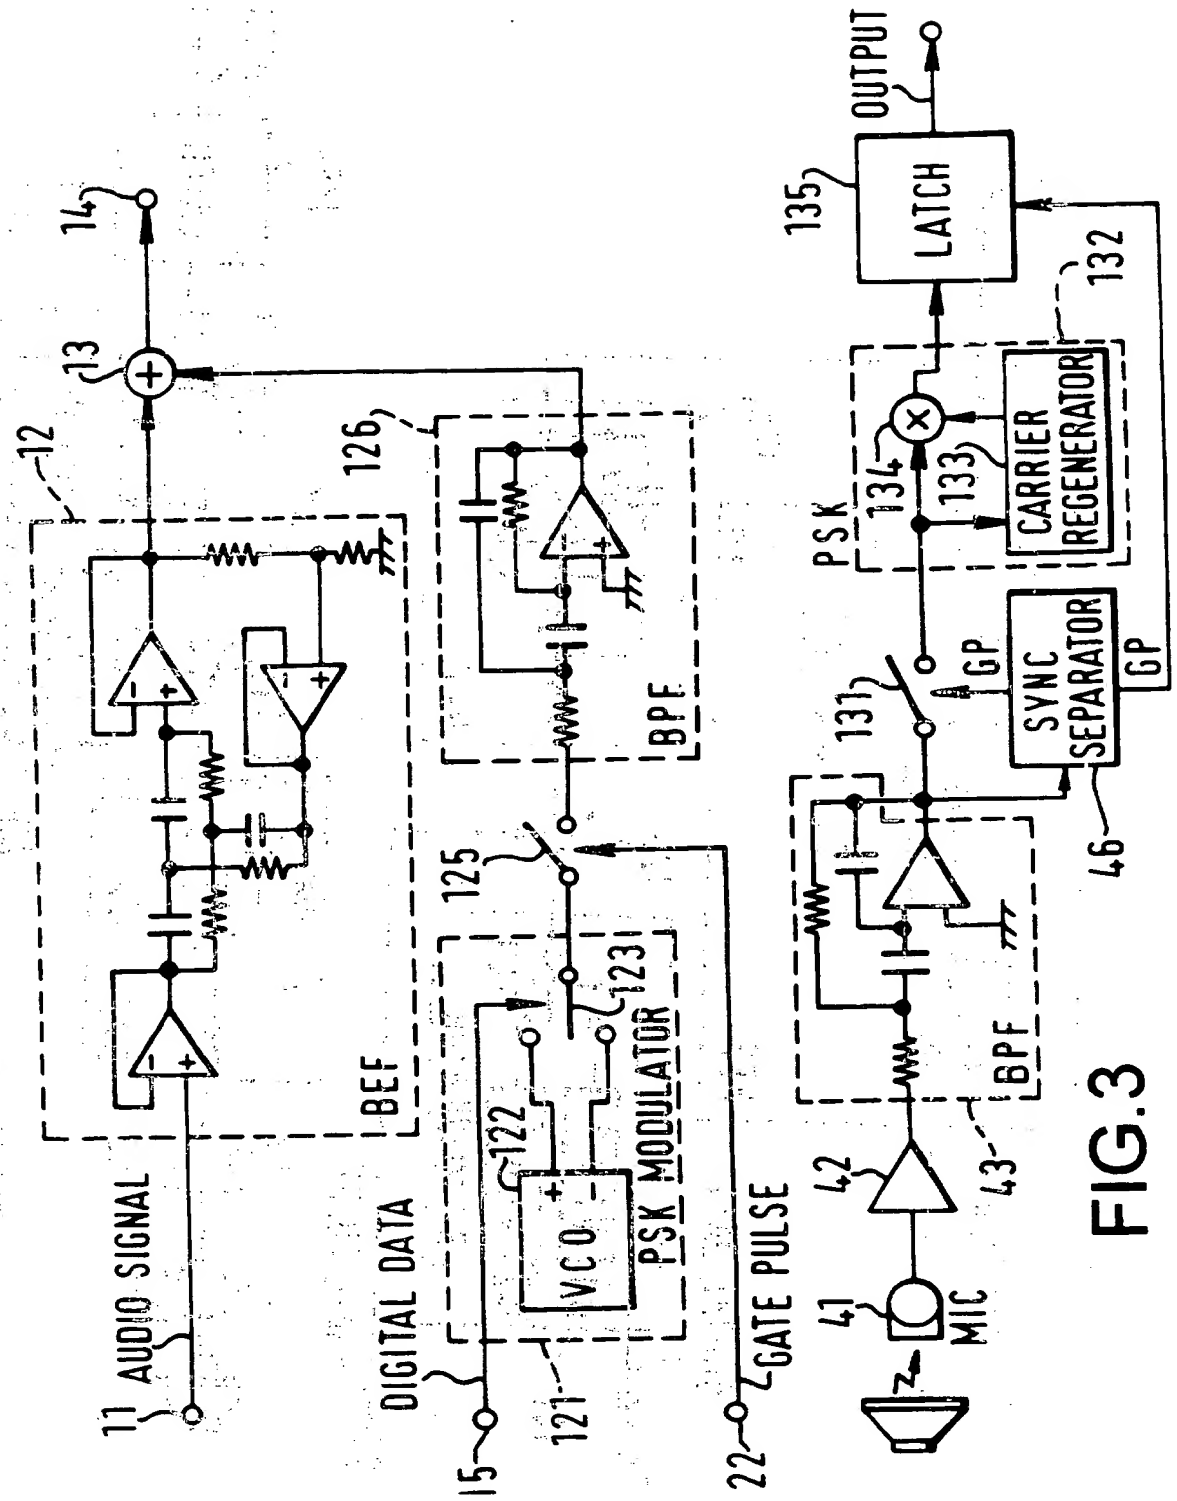 11
AUDIO SIGNAL
BEF
12
13
14
+
-
+
-
+
-
+
15
DIGITAL DATA
121
VCO
+
-
122
PSK MODULATOR
123
125
BPF
126
-
+
22
GATE PULSE
41
MIC
42
43
BPF
46
131
GP
SYNC
SEPARATOR
GP
PSK
134
X
133
CARRIER
REGENERATOR
132
135
LATCH
OUTPUT
FIG.3